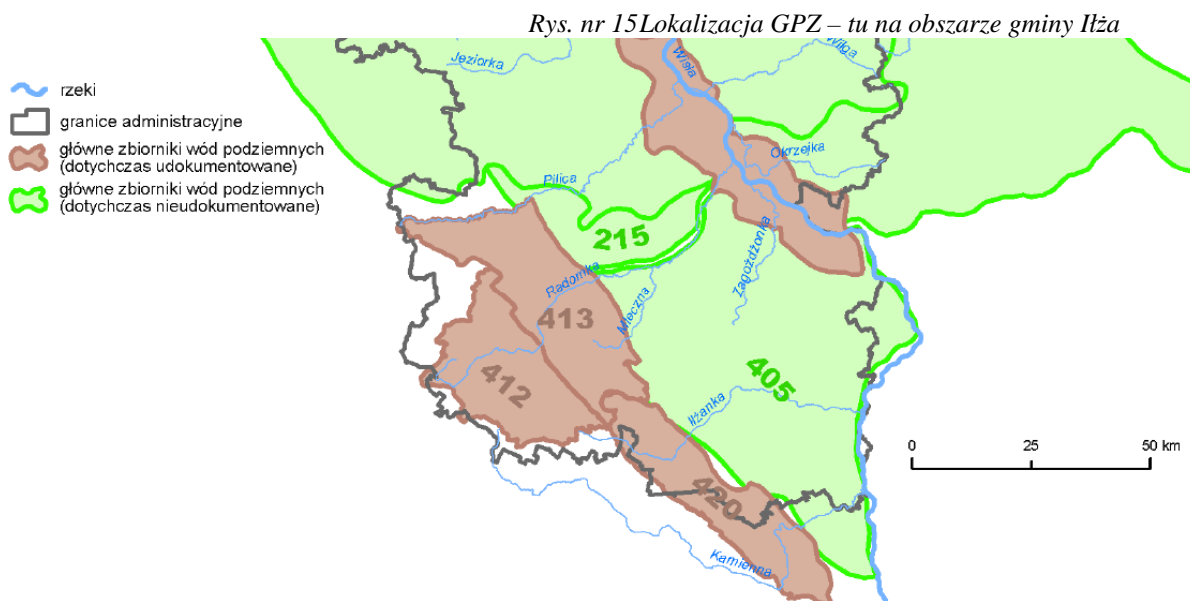 Rys. nr 15Lokalizacja GPZ – tu na obszarze gminy Iłża
rzeki
granice administracyjne
główne zbiorniki wód podziemnych
(dotychczas udokumentowane)
główne zbiorniki wód podziemnych
(dotychczas nieudokumentowane)
Jeziorka
Wisła
Wilga
Okrzejka
Pilica
215
Zagożdżonka
Radomka
Mleczna
413
412
405
Iłżanka
420
Kamienna
0 25 50 km